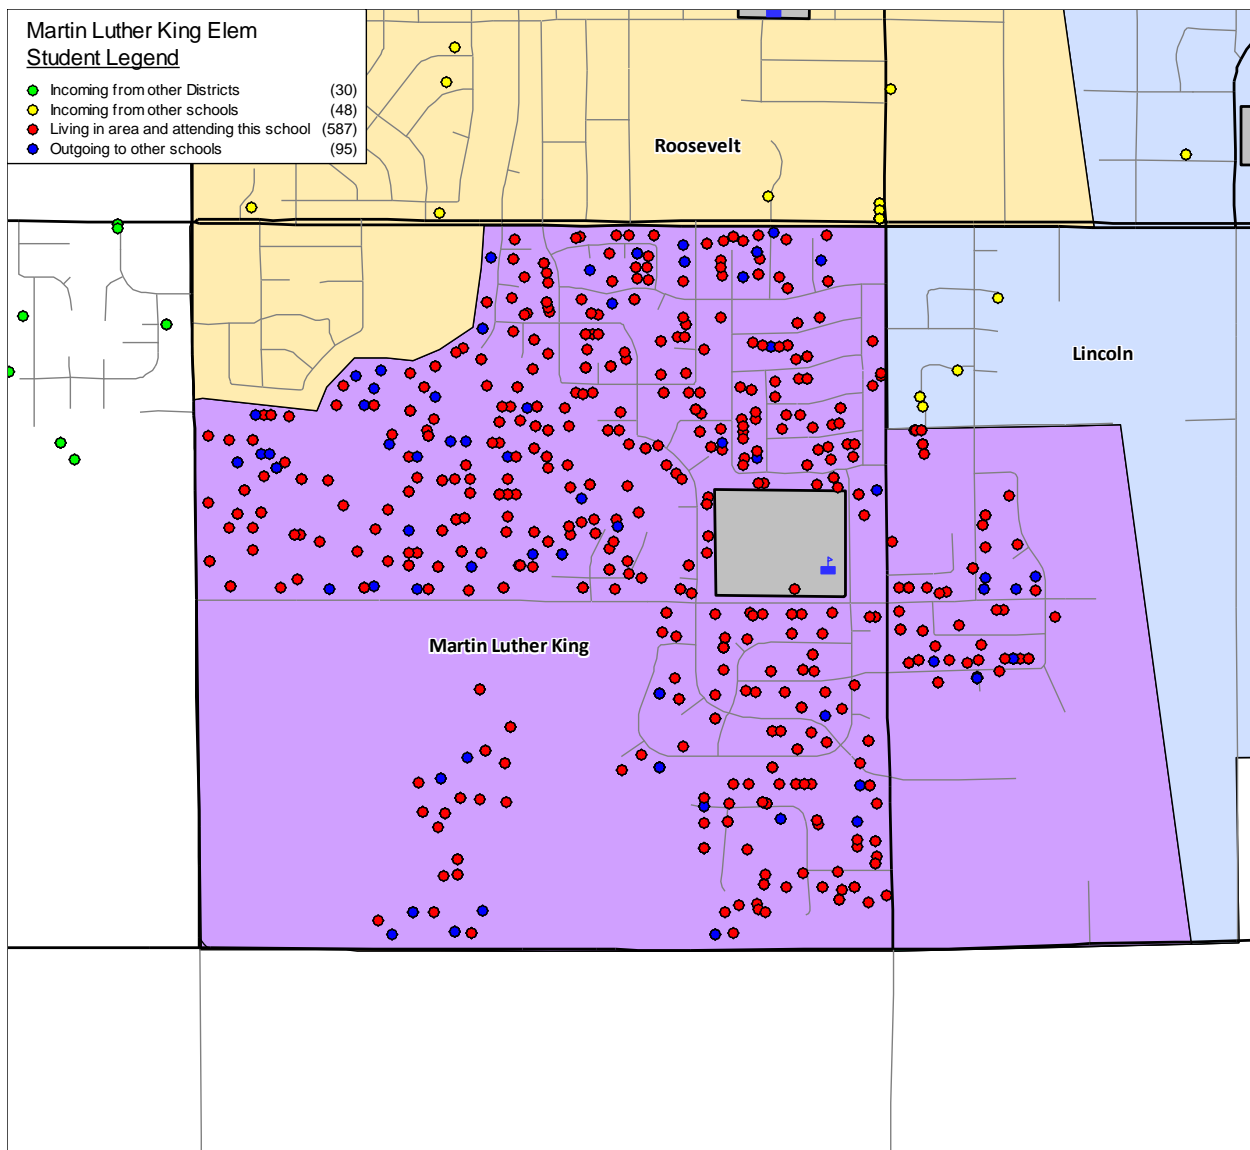 Martin Luther King Elem
Student Legend
Incoming from other Districts (30)
Incoming from other schools (48)
Living in area and attending this school (587)
Outgoing to other schools (95)
Roosevelt
Lincoln
Martin Luther King